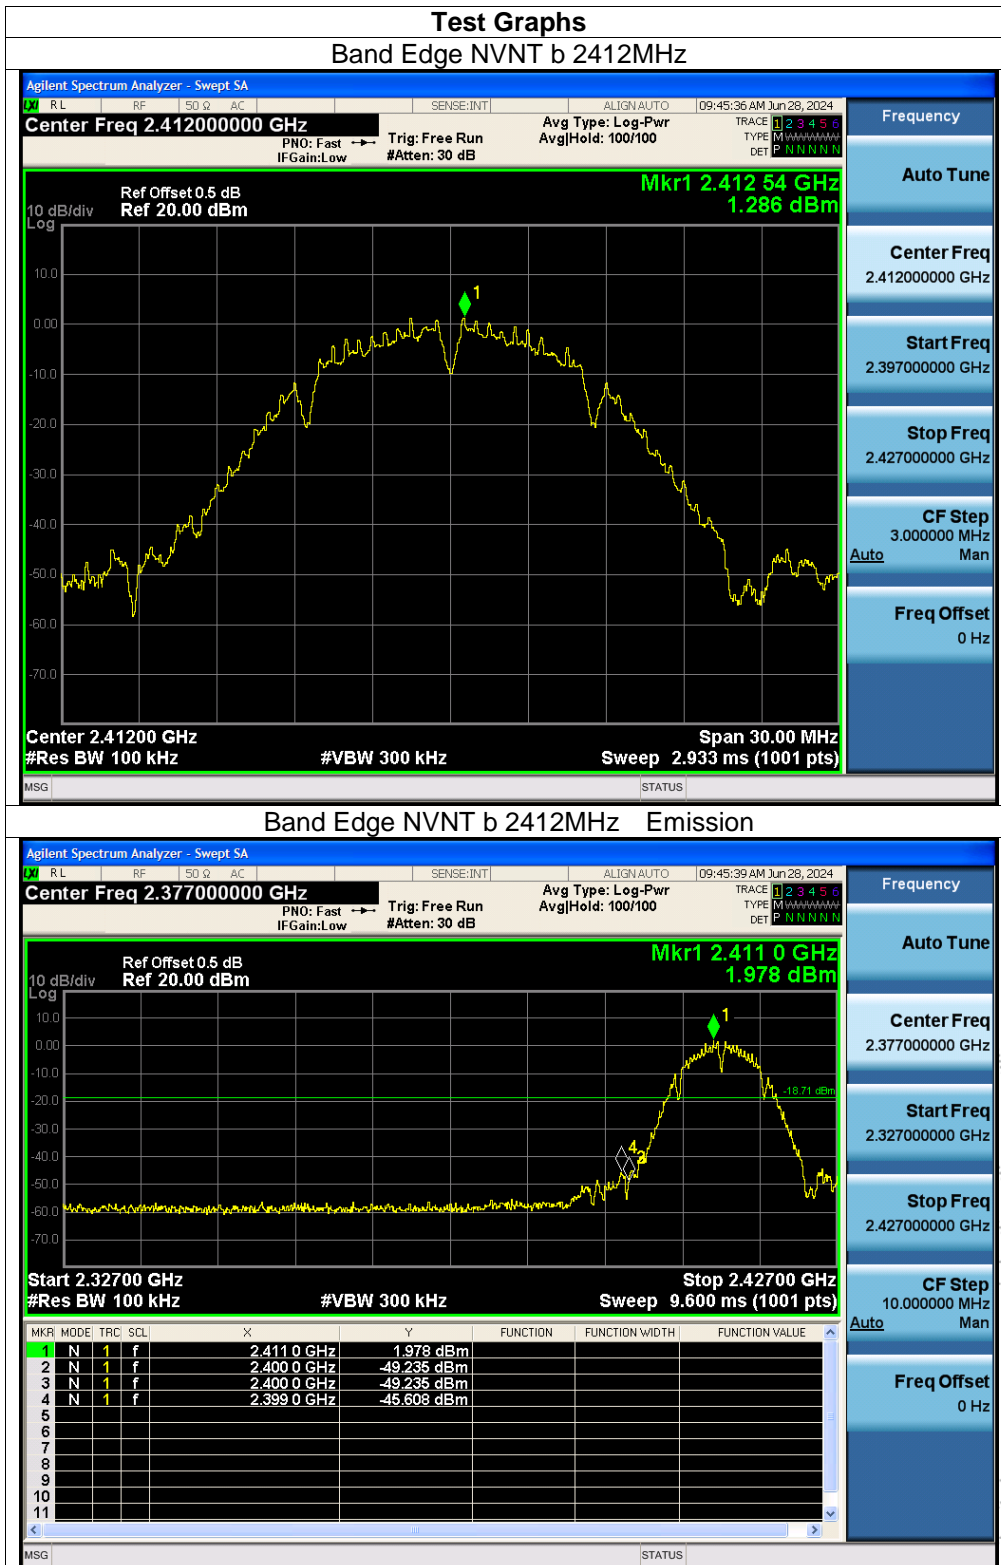 Test Graphs
Band Edge NVNT b 2412MHz
Agilent Spectrum Analyzer - Swept SA
LXI RL RF 50 Ω AC SENSE:INT ALIGN AUTO 09:45:36 AM Jun 28, 2024
Center Freq 2.412000000 GHz
PNO: Fast
IFGain:Low
Trig: Free Run
#Atten: 30 dB
Avg Type: Log-Pwr
Avg|Hold: 100/100
TRACE 1 2 3 4 5 6
TYPE M
DET P N N N N N
Frequency
Mkr1 2.412 54 GHz
1.286 dBm
Ref Offset 0.5 dB
10 dB/div Ref 20.00 dBm
Log
10.0
0.00
-10.0
-20.0
-30.0
-40.0
-50.0
-60.0
-70.0
1
Center 2.41200 GHz Span 30.00 MHz
#Res BW 100 kHz #VBW 300 kHz Sweep 2.933 ms (1001 pts)
Auto Tune
Center Freq
2.412000000 GHz
Start Freq
2.397000000 GHz
Stop Freq
2.427000000 GHz
CF Step
3.000000 MHz
Auto Man
Freq Offset
0 Hz
MSG STATUS
Band Edge NVNT b 2412MHz Emission
Agilent Spectrum Analyzer - Swept SA
LXI RL RF 50 Ω AC SENSE:INT ALIGN AUTO 09:45:39 AM Jun 28, 2024
Center Freq 2.377000000 GHz
PNO: Fast
IFGain:Low
Trig: Free Run
#Atten: 30 dB
Avg Type: Log-Pwr
Avg|Hold: 100/100
TRACE 1 2 3 4 5 6
TYPE M
DET P N N N N N
Frequency
Mkr1 2.411 0 GHz
1.978 dBm
Ref Offset 0.5 dB
10 dB/div Ref 20.00 dBm
Log
10.0
0.00
-10.0
-20.0
-30.0
-40.0
-50.0
-60.0
-70.0
1
-18.71 dBm
4
Start 2.32700 GHz Stop 2.42700 GHz
#Res BW 100 kHz #VBW 300 kHz Sweep 9.600 ms (1001 pts)
MKR MODE TRC SCL X Y FUNCTION FUNCTION WIDTH FUNCTION VALUE
1 N 1 f 2.411 0 GHz 1.978 dBm
2 N 1 f 2.400 0 GHz -49.235 dBm
3 N 1 f 2.400 0 GHz -49.235 dBm
4 N 1 f 2.399 0 GHz -45.608 dBm
5
6
7
8
9
10
11
Auto Tune
Center Freq
2.377000000 GHz
Start Freq
2.327000000 GHz
Stop Freq
2.427000000 GHz
CF Step
10.000000 MHz
Auto Man
Freq Offset
0 Hz
MSG STATUS